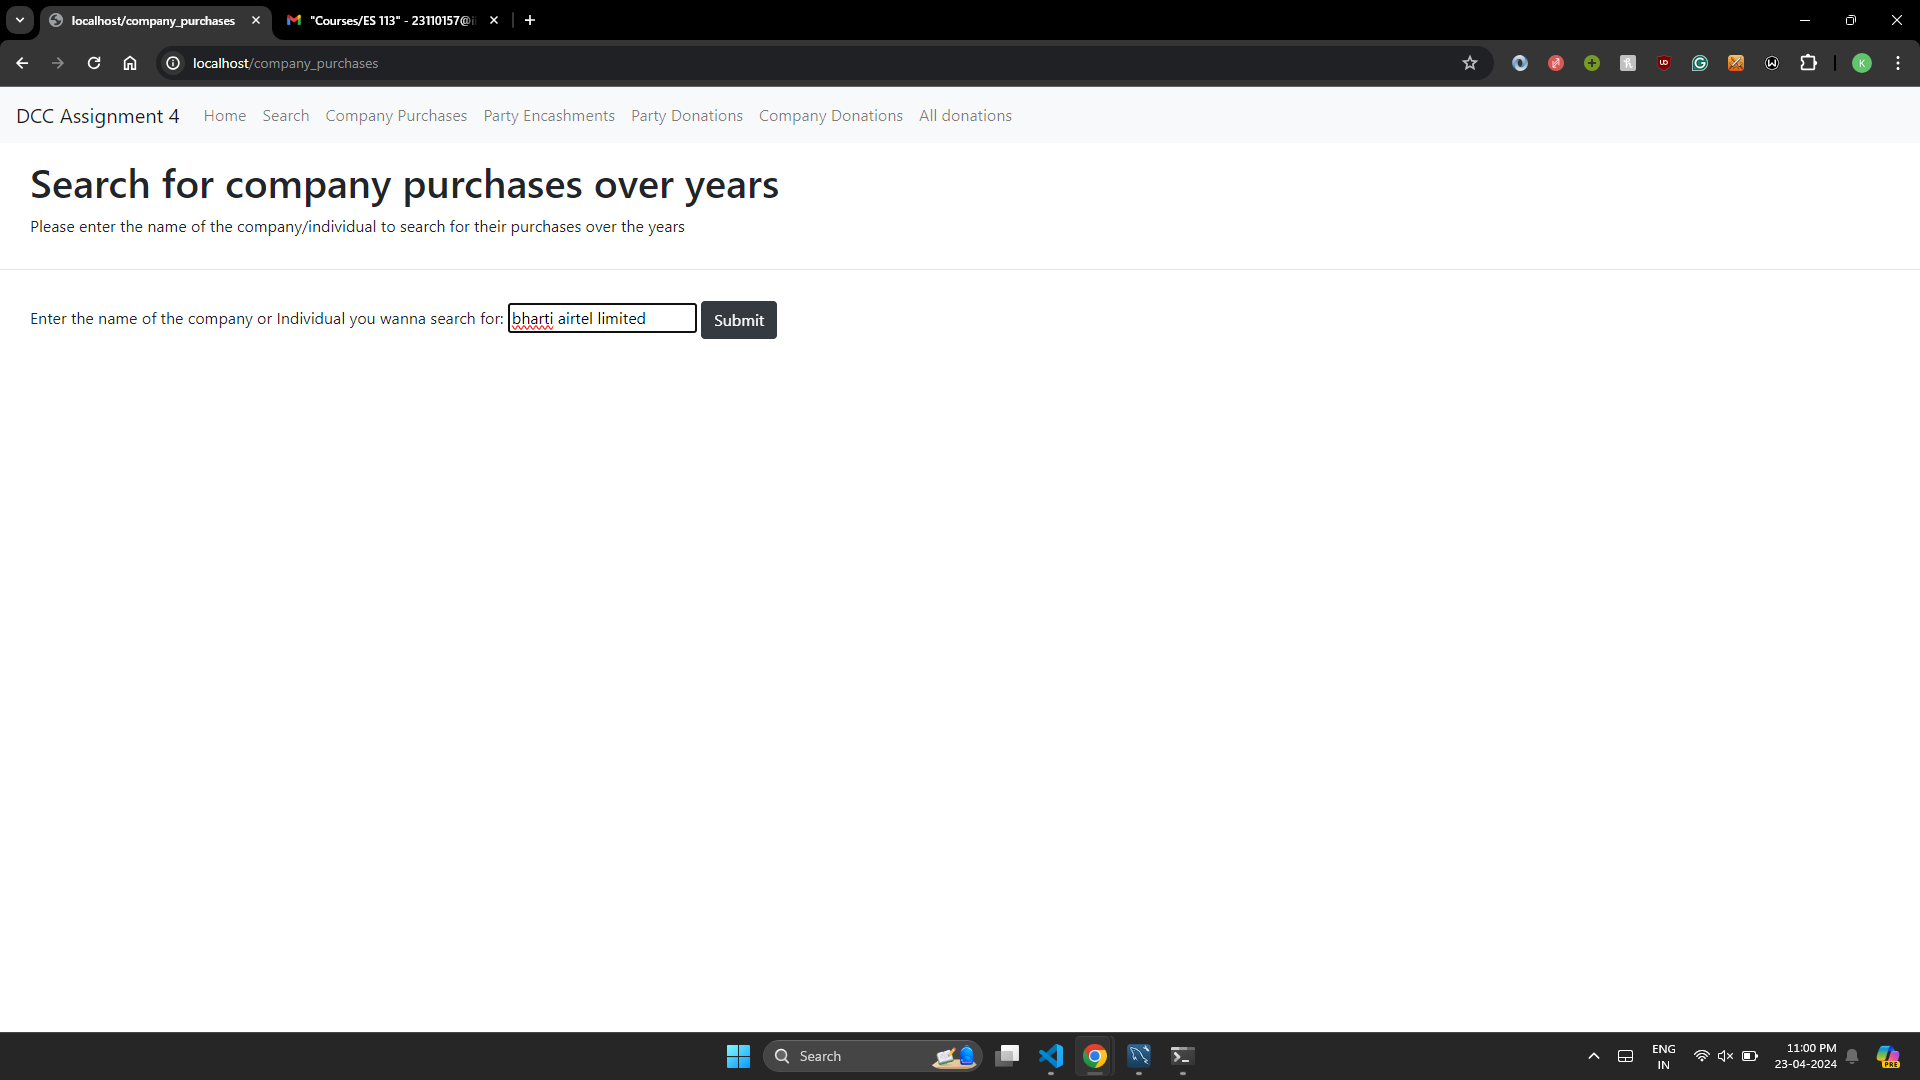 localhost/company_purchases
"Courses/ES 113" - 23110157@ii
localhost/company_purchases
K
DCC Assignment 4 Home Search Company Purchases Party Encashments Party Donations Company Donations All donations
Search for company purchases over years
Please enter the name of the company/individual to search for their purchases over the years
Enter the name of the company or Individual you wanna search for: bharti airtel limited Submit
Search
ENG
IN
11:00 PM
23-04-2024
PRE